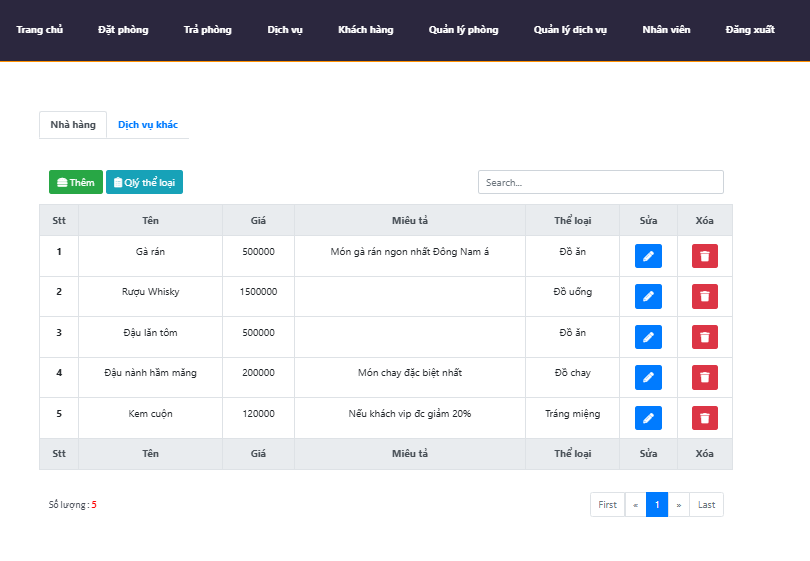 Trang chủ Đặt phòng Trả phòng Dịch vụ Khách hàng Quản lý phòng Quản lý dịch vụ Nhân viên Đăng xuất
Nhà hàng Dịch vụ khác
Thêm Qlý thể loại Search...
Stt Tên Giá Miêu tả Thể loại Sửa Xóa
1 Gà rán 500000 Món gà rán ngon nhất Đông Nam á Đồ ăn
2 Rượu Whisky 1500000 Đồ uống
3 Đậu lăn tôm 500000 Đồ ăn
4 Đậu nành hầm măng 200000 Món chay đặc biệt nhất Đồ chay
5 Kem cuộn 120000 Nếu khách vip đc giảm 20% Tráng miệng
Stt Tên Giá Miêu tả Thể loại Sửa Xóa
Số lượng : 5 First « 1 » Last